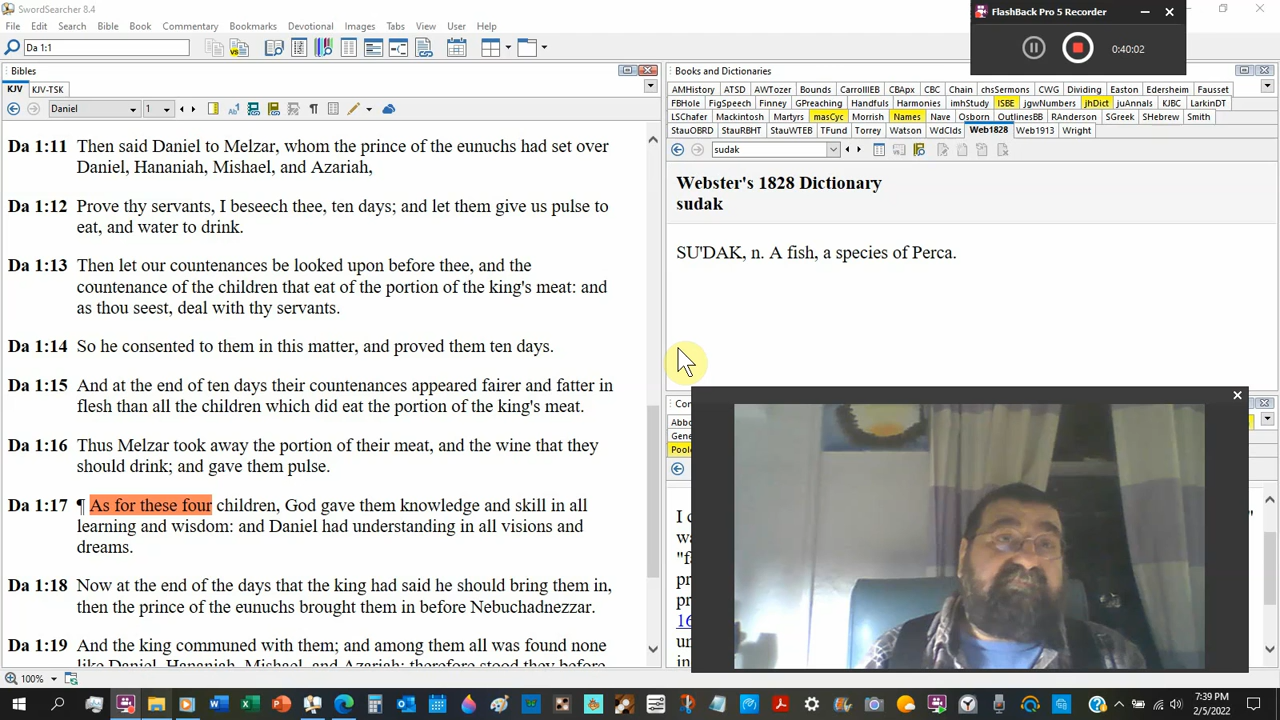 SwordSearcher 8.4
File Edit Search Bible Book Commentary Bookmarks Devotional Images Tabs View User Help
Da 1:1
FlashBack Pro 5 Recorder
0:40:02
Bibles
KJV KJV-TSK
Daniel 1
Da 1:11 Then said Daniel to Melzar, whom the prince of the eunuchs had set over
Daniel, Hananiah, Mishael, and Azariah,
Da 1:12 Prove thy servants, I beseech thee, ten days; and let them give us pulse to
eat, and water to drink.
Da 1:13 Then let our countenances be looked upon before thee, and the
countenance of the children that eat of the portion of the king's meat: and
as thou seest, deal with thy servants.
Da 1:14 So he consented to them in this matter, and proved them ten days.
Da 1:15 And at the end of ten days their countenances appeared fairer and fatter in
flesh than all the children which did eat the portion of the king's meat.
Da 1:16 Thus Melzar took away the portion of their meat, and the wine that they
should drink; and gave them pulse.
Da 1:17 ¶ As for these four children, God gave them knowledge and skill in all
learning and wisdom: and Daniel had understanding in all visions and
dreams.
Da 1:18 Now at the end of the days that the king had said he should bring them in,
then the prince of the eunuchs brought them in before Nebuchadnezzar.
Da 1:19 And the king communed with them; and among them all was found none
like Daniel, Hananiah, Mishael, and Azariah: therefore stood they before
100%
Books and Dictionaries
AMHistory ATSD AWTozer Bounds CarrollIEB CBApx CBC Chain chsSermons CWG Dividing Easton Edersheim Fausset
FBHole FigSpeech Finney GPreaching Handfuls Harmonies imhStudy ISBE jgwNumbers jhDict juAnnals KJBC LarkinDT
LSChafer Mackintosh Martyrs masCyc Morrish Names Nave Osborn OutlinesBB RAnderson SGreek SHebrew Smith
StauOBRD StauRBHT StauWTEB TFund Torrey Watson WdClds Web1828 Web1913 Wright
sudak
Webster's 1828 Dictionary
sudak
SU'DAK, n. A fish, a species of Perca.
7:39 PM
2/5/2022